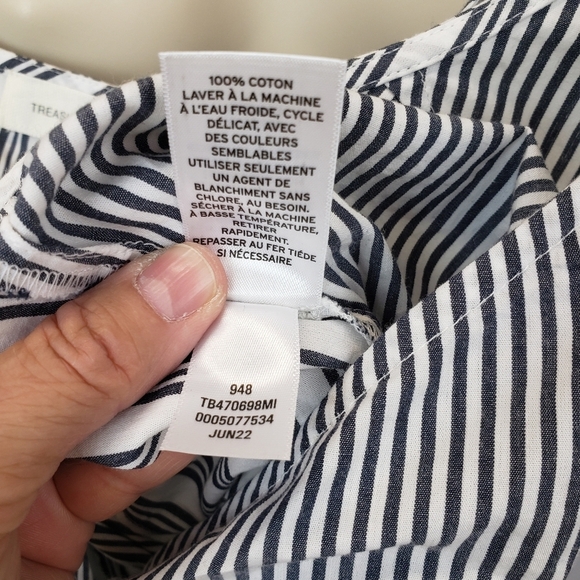 TREAS
100% COTON
LAVER À LA MACHINE
À L'EAU FROIDE, CYCLE
DÉLICAT, AVEC
DES COULEURS
SEMBLABLES
UTILISER SEULEMENT
UN AGENT DE
BLANCHIMENT SANS
CHLORE, AU BESOIN.
SÉCHER À LA MACHINE
À BASSE TEMPÉRATURE,
RETIRER
RAPIDEMENT.
REPASSER AU FER TIÈDE
SI NÉCESSAIRE
948
TB470698MI
0005077534
JUN22